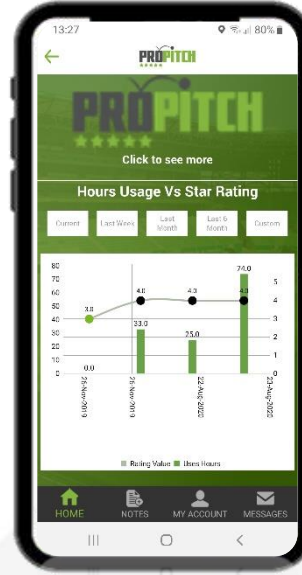 13:27 80%
PROPITCH
PROPITCH
Click to see more
Hours Usage Vs Star Rating
Current Last Week Last Month Last 6 Month Custom
80
70
60
50
40
30
20
10
0
3.0 4.0 4.0 4.0
0.0 33.0 25.0 74.0
5
4
3
2
1
0
26-Nov-2019 26-Nov-2019 22-Aug-2020 23-Aug-2020
Rating Value Uses Hours
HOME NOTES MY ACCOUNT MESSAGES